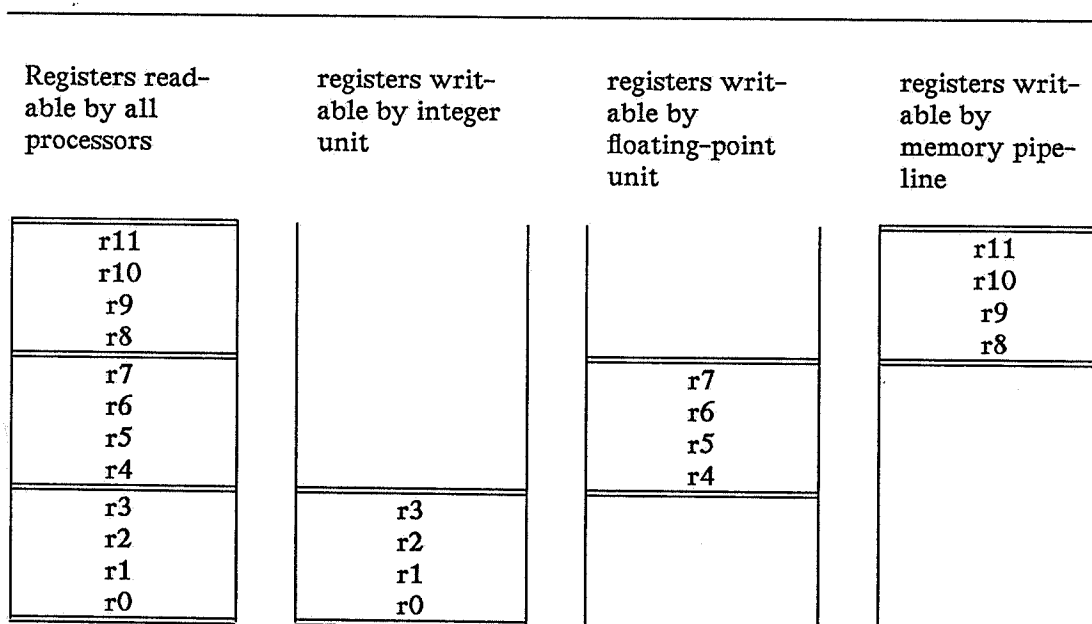 Registers read-
able by all
processors
registers writ-
able by integer
unit
registers writ-
able by
floating-point
unit
registers writ-
able by
memory pipe-
line
r11
r10
r9
r8
r7
r6
r5
r4
r3
r2
r1
r0
r3
r2
r1
r0
r7
r6
r5
r4
r11
r10
r9
r8